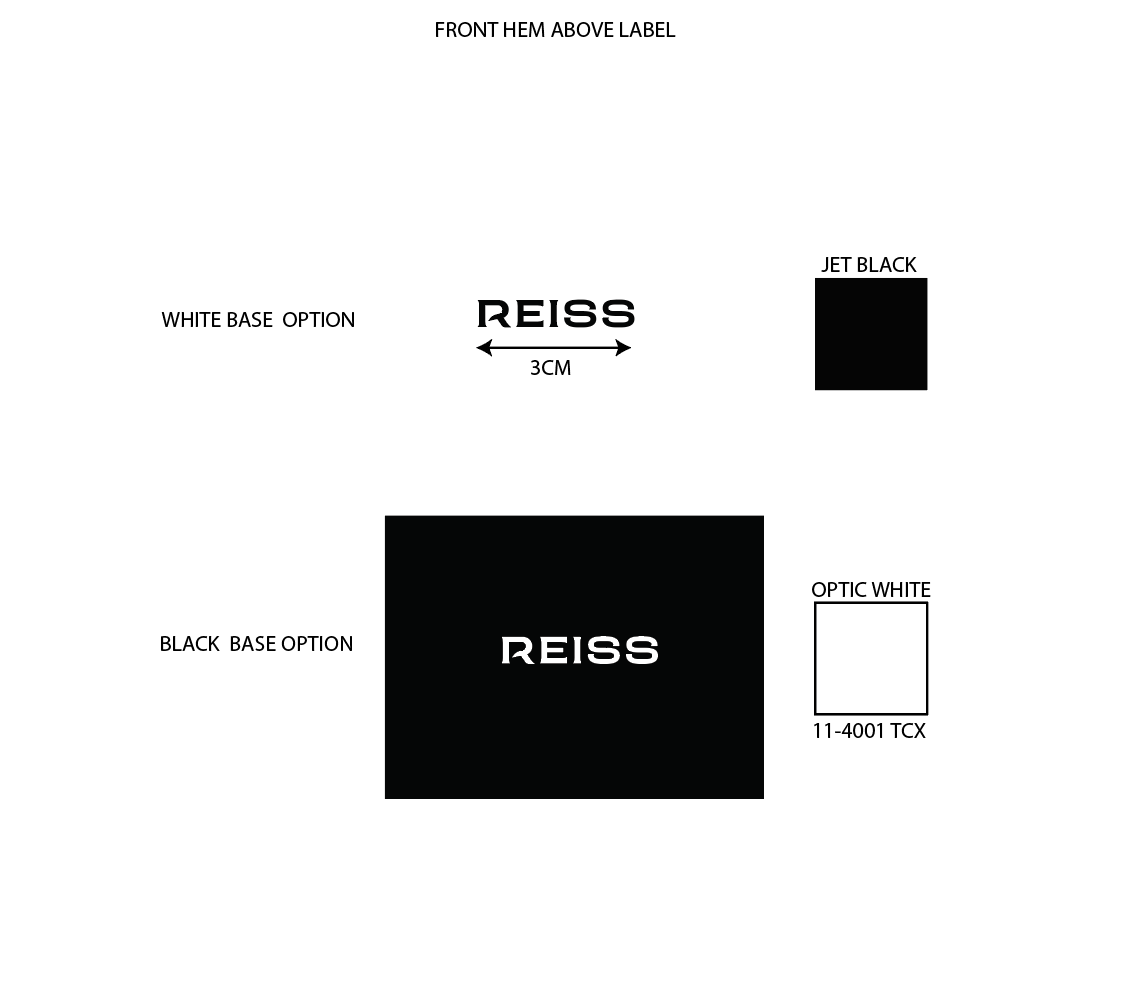 FRONT HEM ABOVE LABEL
JET BLACK
WHITE BASE  OPTION
REISS
3CM
OPTIC WHITE
BLACK  BASE OPTION
REISS
11-4001 TCX